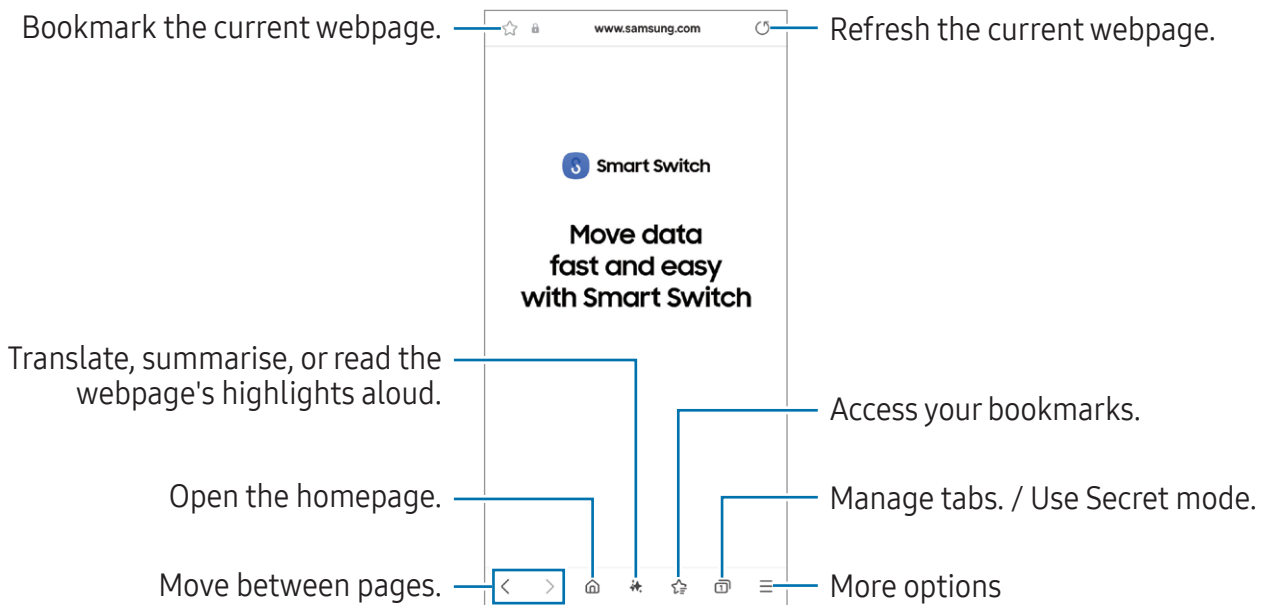 Bookmark the current webpage.
www.samsung.com
Refresh the current webpage.
Smart Switch
Move data
fast and easy
with Smart Switch
Translate, summarise, or read the
webpage's highlights aloud.
Access your bookmarks.
Open the homepage.
Manage tabs. / Use Secret mode.
Move between pages.
1
More options